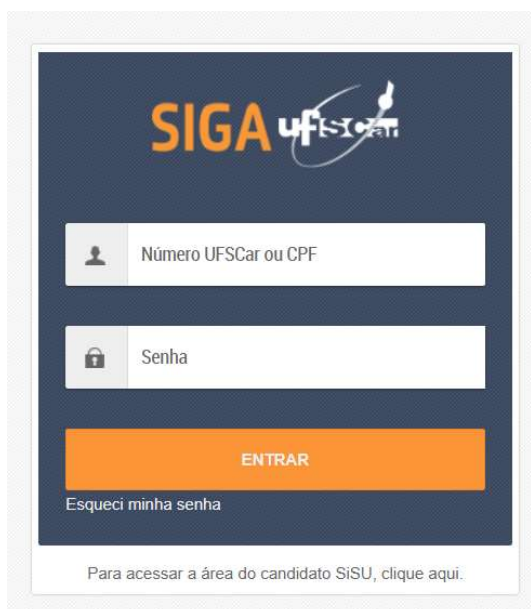 SIGA ufscar
Número UFSCar ou CPF
Senha
ENTRAR
Esqueci minha senha
Para acessar a área do candidato SiSU, clique aqui.